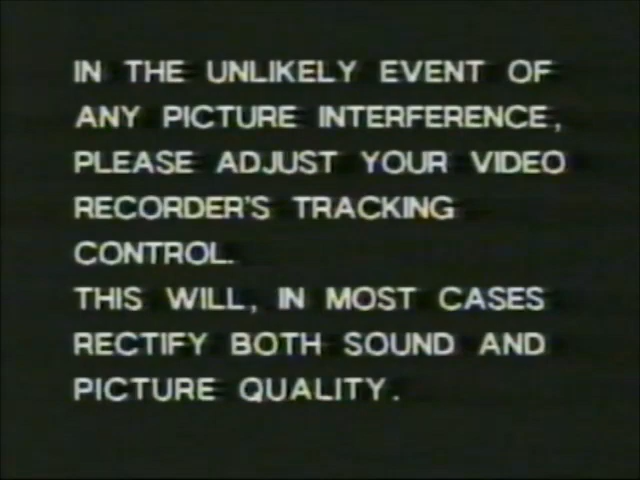 IN THE UNLIKELY EVENT OF
ANY PICTURE INTERFERENCE,
PLEASE ADJUST YOUR VIDEO
RECORDER'S TRACKING
CONTROL.
THIS WILL, IN MOST CASES
RECTIFY BOTH SOUND AND
PICTURE QUALITY.